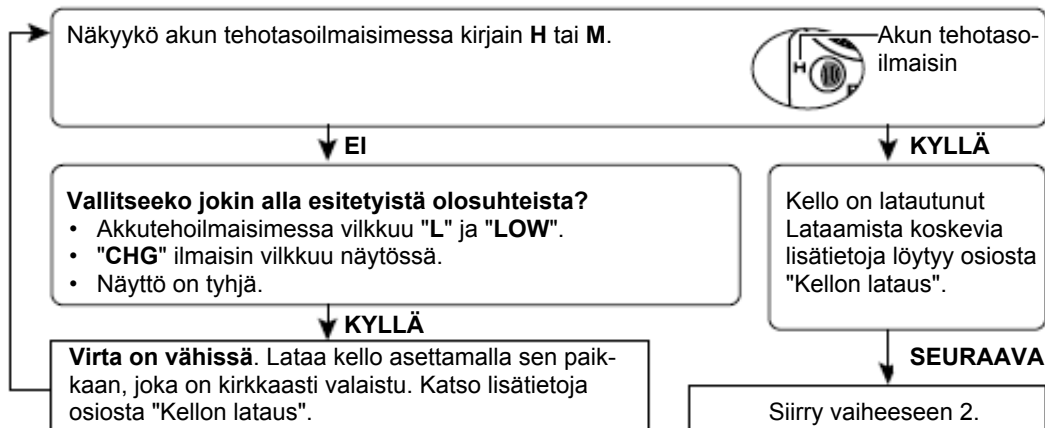 Näkyykö akun tehotasoilmaisimessa kirjain H tai M.
H
Akun tehotaso-
ilmaisin
EI
KYLLÄ
Vallitseeko jokin alla esitetyistä olosuhteista?
• Akkutehoilmaisimessa vilkkuu "L" ja "LOW".
• "CHG" ilmaisin vilkkuu näytössä.
• Näyttö on tyhjä.
Kello on latautunut
Lataamista koskevia
lisätietoja löytyy osiosta
"Kellon lataus".
KYLLÄ
Virta on vähissä. Lataa kello asettamalla sen paik-
kaan, joka on kirkkaasti valaistu. Katso lisätietoja
osiosta "Kellon lataus".
SEURAAVA
Siirry vaiheeseen 2.